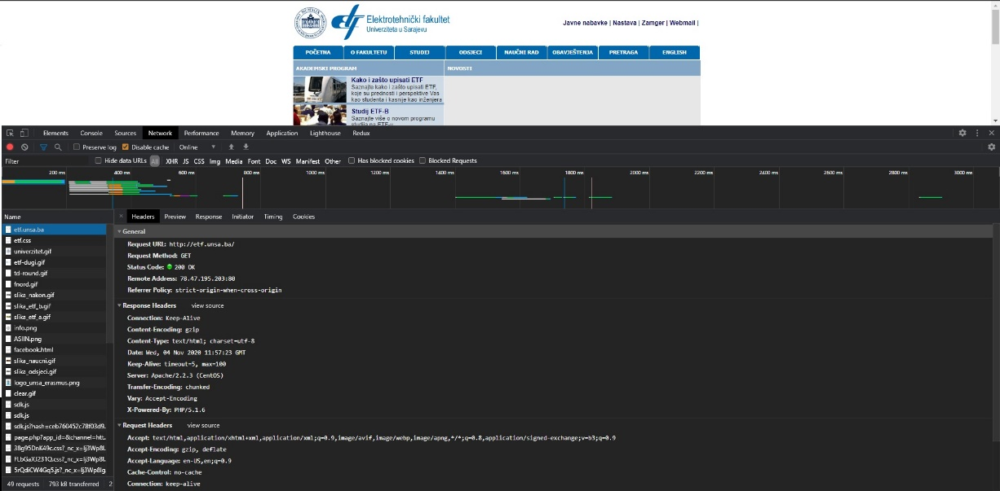 Elektrotehnički fakultet
Univerziteta u Sarajevu
Javne nabavke | Nastava | Zamger | Webmail |
POČETNA O FAKULTETU STUDIJ ODSJECI NAUČNI RAD OBAVJEŠTENJA PRETRAGA ENGLISH
AKADEMSKI PROGRAM NOVOSTI
Kako i zašto upisati ETF
Saznajte kako i zašto upisati ETF,
koje su prednosti i perspektive Vas
kao studenta i kasnije kao inženjera
Studij ETF-B
Saznajte više o novom programu
studija na ETF-u
Elements Console Sources Network Performance Memory Application Lighthouse Redux
Preserve log Disable cache Online
Filter Hide data URLs All XHR JS CSS Img Media Font Doc WS Manifest Other Has blocked cookies Blocked Requests
200 ms 400 ms 600 ms 800 ms 1000 ms 1200 ms 1400 ms 1600 ms 1800 ms 2000 ms 2200 ms 2400 ms 2600 ms 2800 ms 3000 ms
Name
etf.unsa.ba
etf.css
univerzitet.gif
etf-dugi.gif
td-round.gif
fnord.gif
slika_nakon.gif
slika_etf_b.gif
slika_etf_a.gif
info.png
ASIIN.png
facebook.html
slika_naucni.gif
slika_odsjeci.gif
logo_unsa_erasmus.png
clear.gif
sdk.js
sdk.js
sdk.js?hash=ceb760452c78f03d9.
page.php?app_id=&channel=htt..
38g95DnK49c.css?_nc_x=Ij3Wp8l.
FLbGaXJ231Q.css?_nc_x=Ij3Wp8l.
5rQdiCW4Gq5.js?_nc_x=Ij3Wp8lg.
49 requests 793 kB transferred 2
Headers Preview Response Initiator Timing Cookies
General
Request URL: http://etf.unsa.ba/
Request Method: GET
Status Code: 200 OK
Remote Address: 78.47.195.203:80
Referrer Policy: strict-origin-when-cross-origin
Response Headers view source
Connection: Keep-Alive
Content-Encoding: gzip
Content-Type: text/html; charset=utf-8
Date: Wed, 04 Nov 2020 11:57:23 GMT
Keep-Alive: timeout=5, max=100
Server: Apache/2.2.3 (CentOS)
Transfer-Encoding: chunked
Vary: Accept-Encoding
X-Powered-By: PHP/5.1.6
Request Headers view source
Accept: text/html,application/xhtml+xml,application/xml;q=0.9,image/avif,image/webp,image/apng,*/*;q=0.8,application/signed-exchange;v=b3;q=0.9
Accept-Encoding: gzip, deflate
Accept-Language: en-US,en;q=0.9
Cache-Control: no-cache
Connection: keep-alive